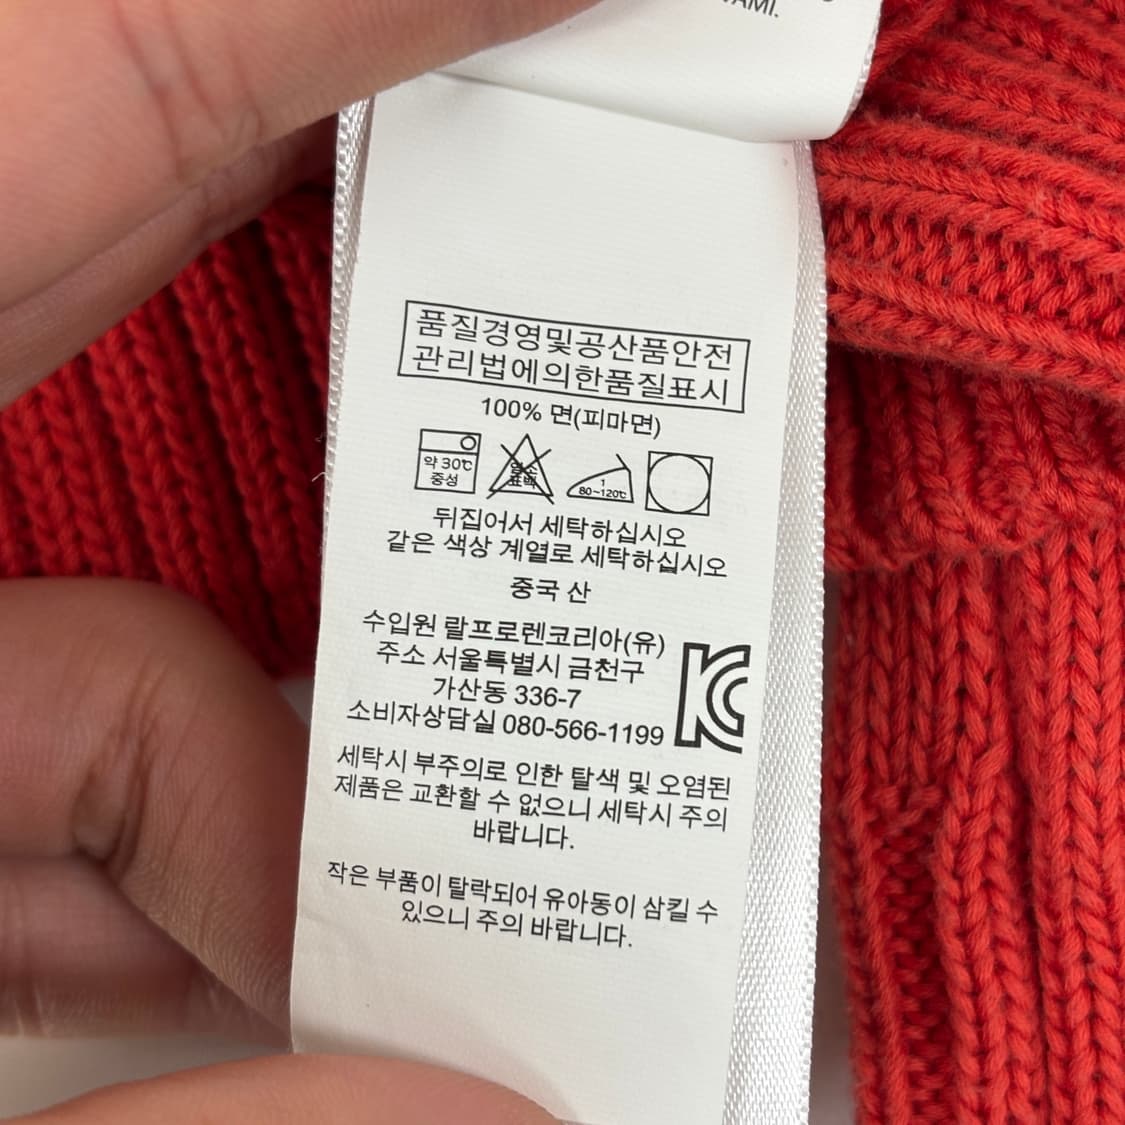 품질경영및공산품안전
관리법에의한품질표시
100% 면(피마면)
약 30℃
중성
염소
표백
1
80~120℃
뒤집어서 세탁하십시오
같은 색상 계열로 세탁하십시오
중국 산
수입원 랄프로렌코리아(유)
주소 서울특별시 금천구
가산동 336-7
소비자상담실 080-566-1199
세탁시 부주의로 인한 탈색 및 오염된
제품은 교환할 수 없으니 세탁시 주의
바랍니다.
작은 부품이 탈락되어 유아동이 삼킬 수
있으니 주의 바랍니다.